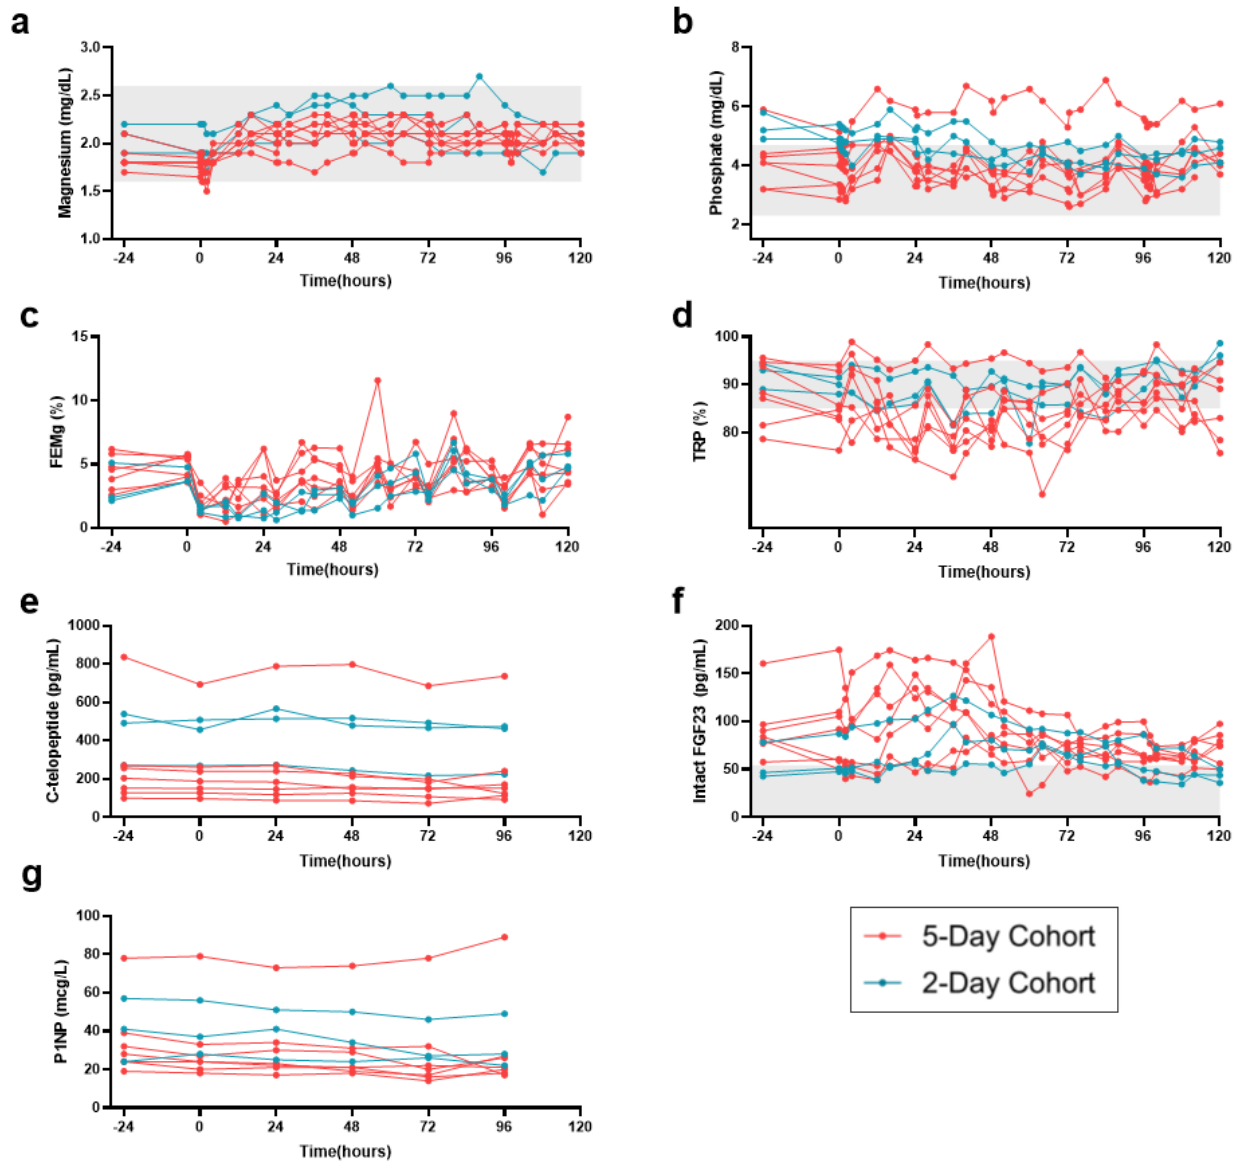 a
3.0
2.5
2.0
1.5
1.0
Magnesium (mg/dL)
-24 0 24 48 72 96 120
Time(hours)
b
8
6
4
2
Phosphate (mg/dL)
-24 0 24 48 72 96 120
Time(hours)
c
15
10
5
0
FEMg (%)
-24 0 24 48 72 96 120
Time(hours)
d
100
90
80
TRP (%)
-24 0 24 48 72 96 120
Time(hours)
e
1000
800
600
400
200
0
C-telopeptide (pg/mL)
-24 0 24 48 72 96 120
Time(hours)
f
200
150
100
50
0
Intact FGF23 (pg/mL)
-24 0 24 48 72 96 120
Time(hours)
g
100
80
60
40
20
0
P1NP (mcg/L)
-24 0 24 48 72 96 120
Time(hours)
5-Day Cohort
2-Day Cohort